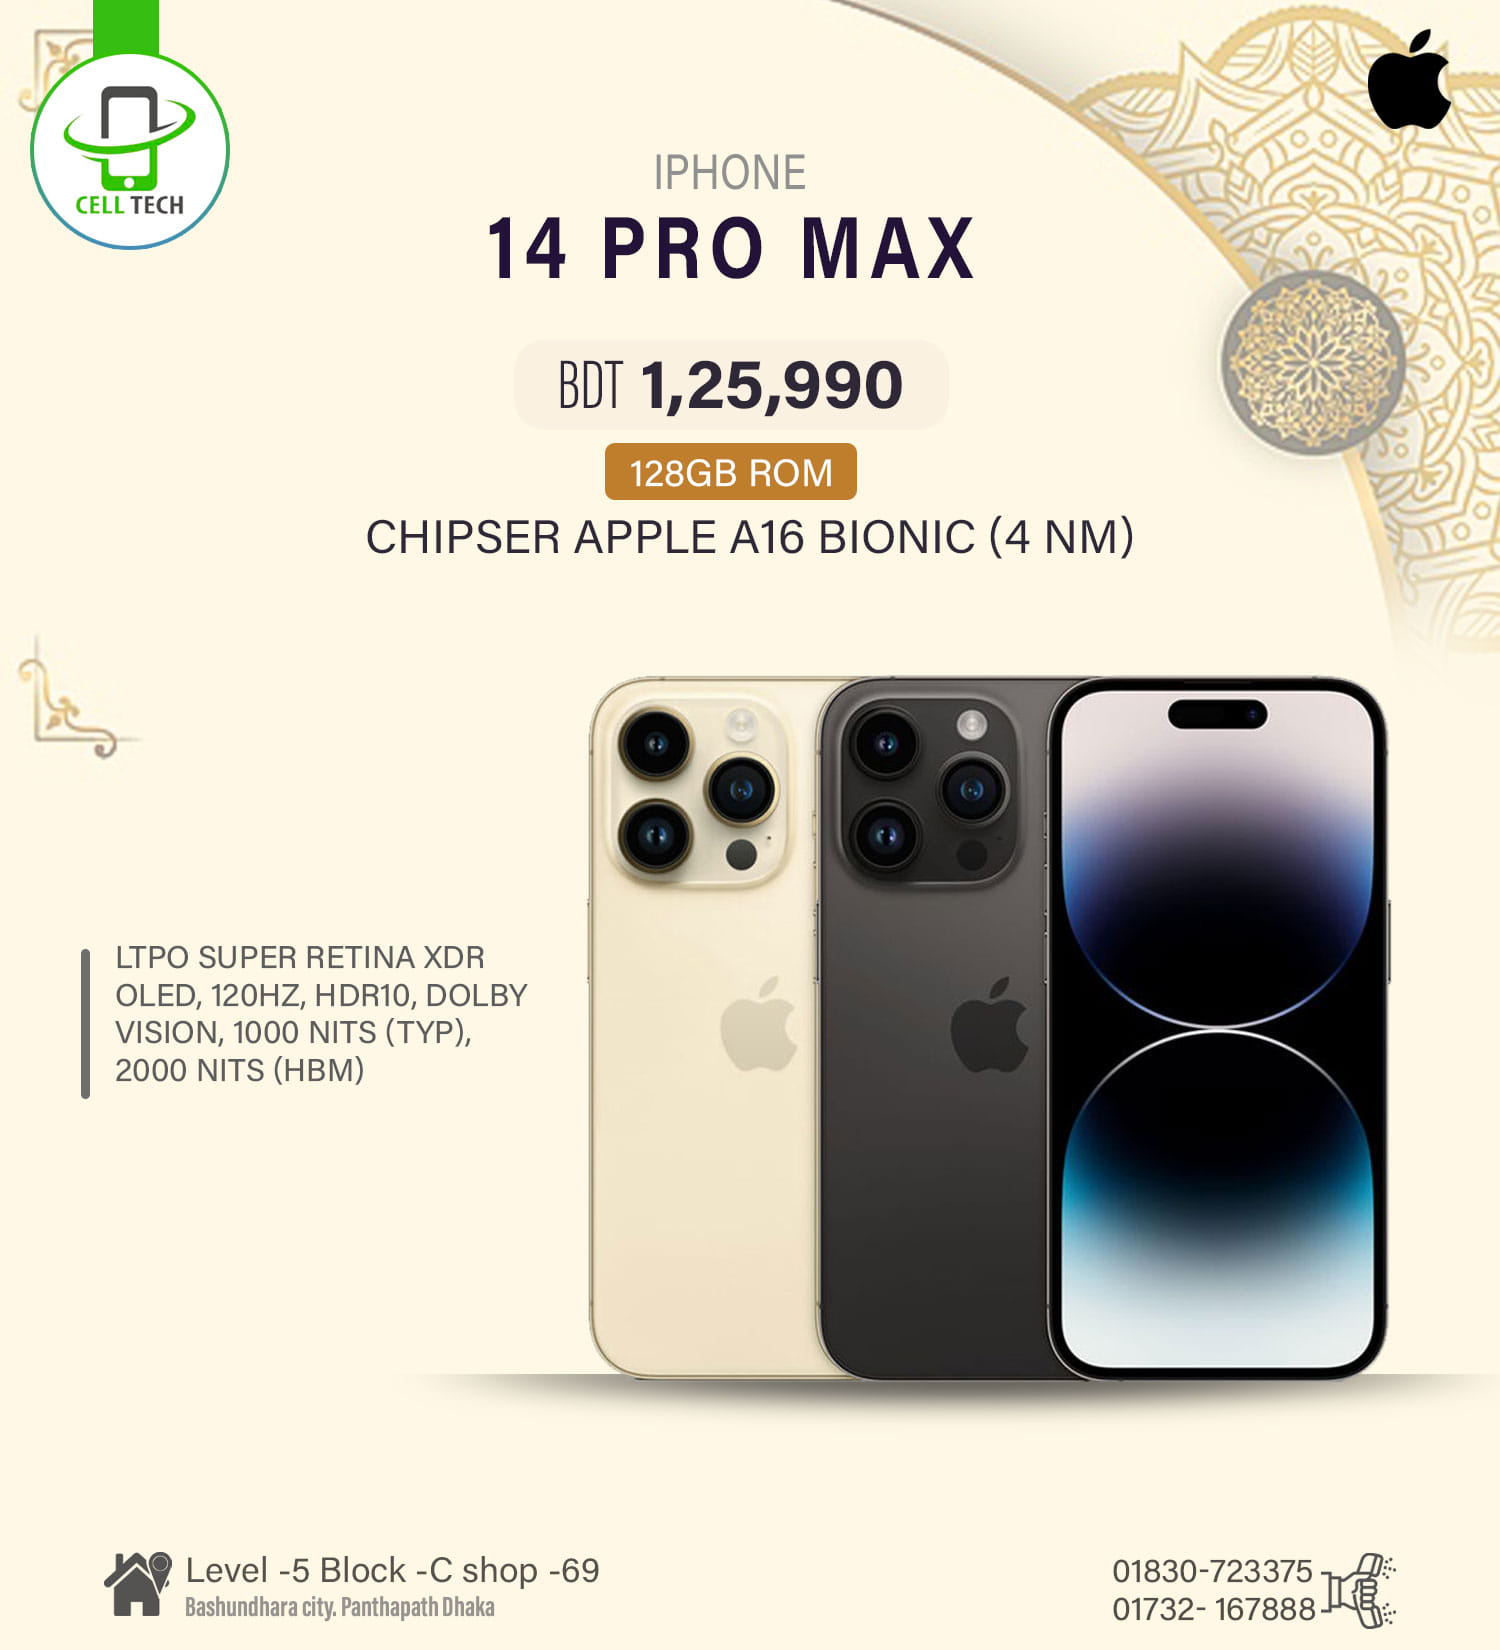 CELL TECH
IPHONE
14 PRO MAX
BDT 1,25,990
128GB ROM
CHIPSER APPLE A16 BIONIC (4 NM)
LTPO SUPER RETINA XDR
OLED, 120HZ, HDR10, DOLBY
VISION, 1000 NITS (TYP),
2000 NITS (HBM)
Level -5 Block -C shop -69
Bashundhara city. Panthapath Dhaka
01830-723375
01732- 167888